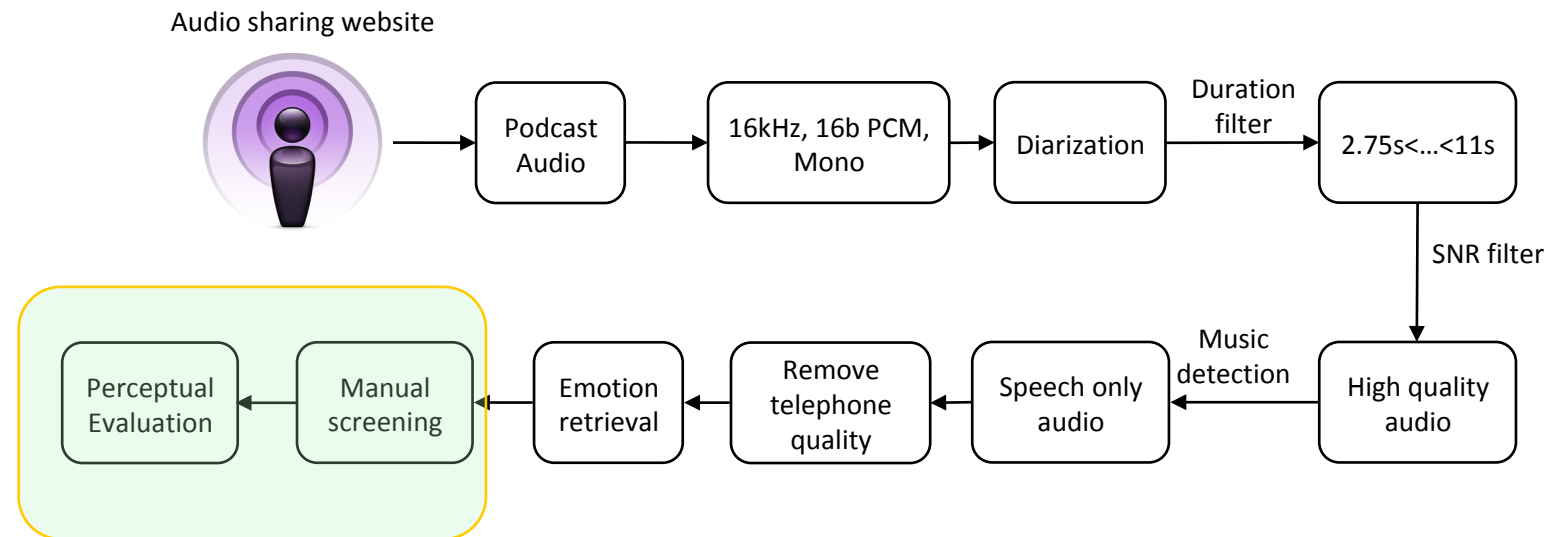 Audio sharing website
Podcast
Audio
16kHz, 16b PCM,
Mono
Diarization
Duration
filter
2.75s<...<11s
SNR filter
High quality
audio
Music
detection
Speech only
audio
Remove
telephone
quality
Emotion
retrieval
Manual
screening
Perceptual
Evaluation